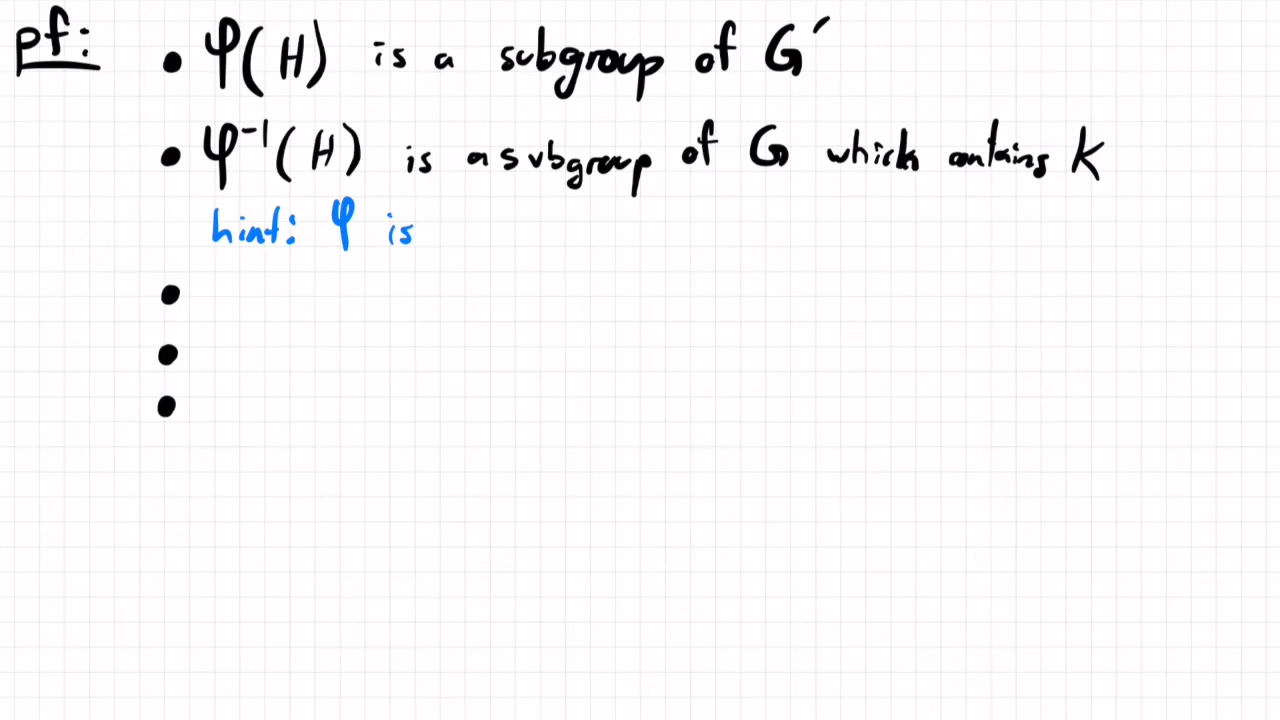 pf: • φ(H) is a subgroup of G′
• φ⁻¹(H) is a subgroup of G which contains K
hint: φ is
•
•
•